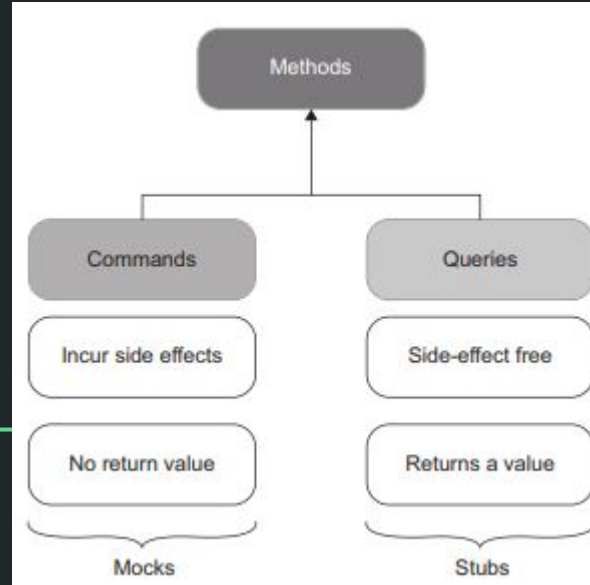 Methods
Commands
Queries
Incur side effects
Side-effect free
No return value
Returns a value
Mocks
Stubs